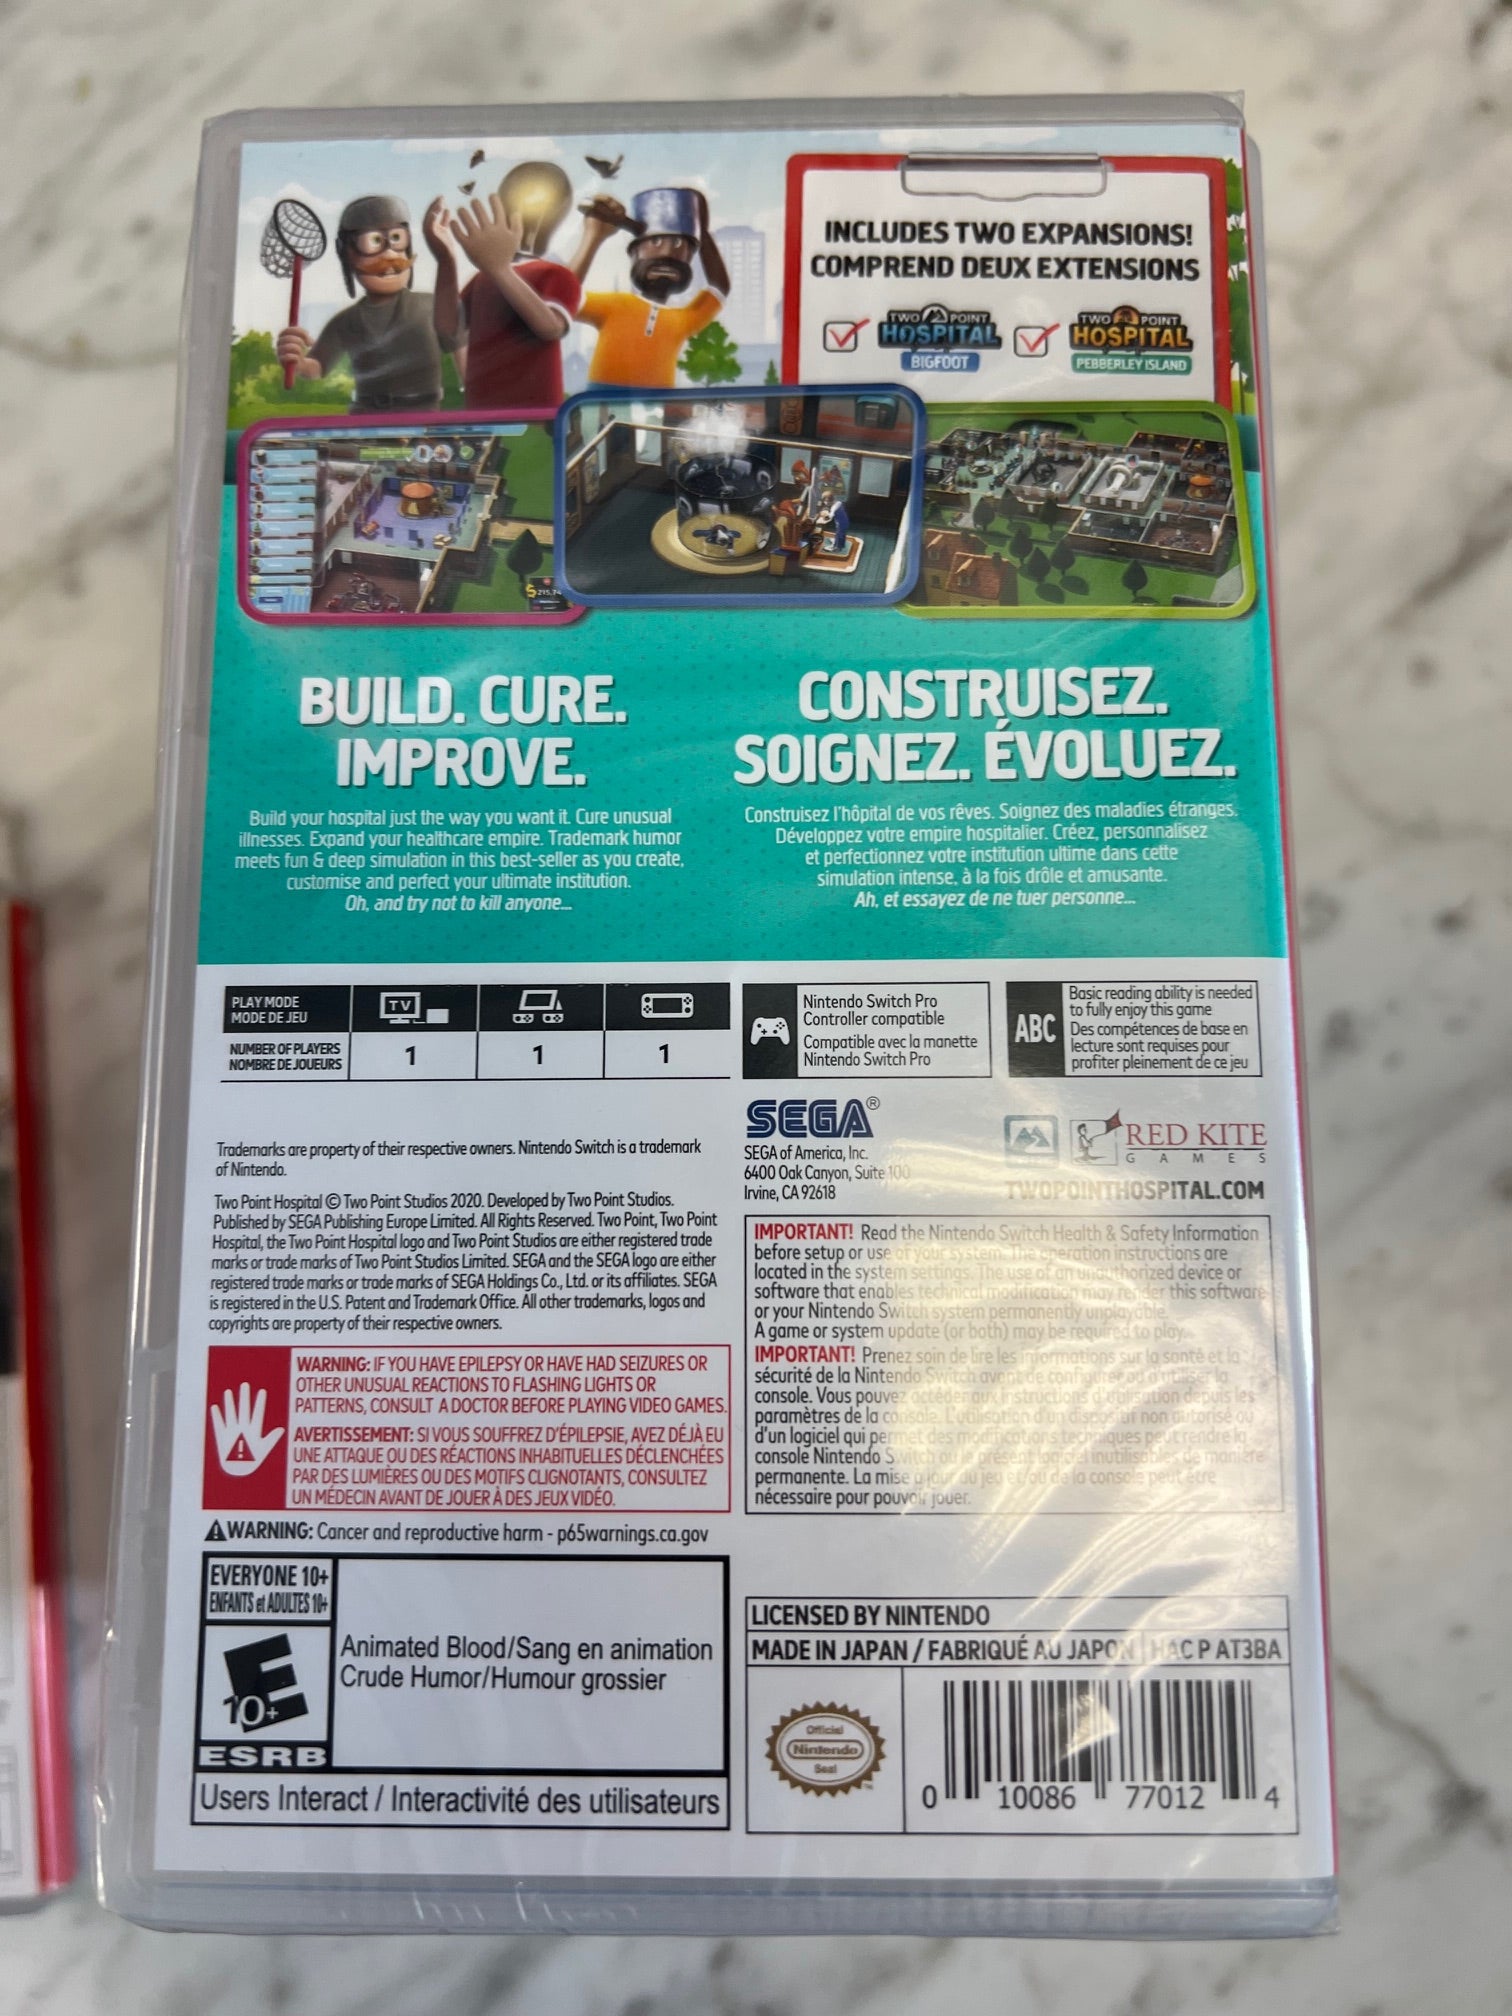 INCLUDES TWO EXPANSIONS!
COMPREND DEUX EXTENSIONS
TWO POINT
HOSPITAL
BIGFOOT
TWO POINT
HOSPITAL
PEBBERLEY ISLAND
BUILD. CURE.
IMPROVE.
Build your hospital just the way you want it. Cure unusual
illnesses. Expand your healthcare empire. Trademark humor
meets fun & deep simulation in this best-seller as you create,
customise and perfect your ultimate institution.
Oh, and try not to kill anyone...
CONSTRUISEZ.
SOIGNEZ. ÉVOLUEZ.
Construisez l'hôpital de vos rêves. Soignez des maladies étranges.
Développez votre empire hospitalier. Créez, personnalisez
et perfectionnez votre institution ultime dans cette
simulation intense, à la fois drôle et amusante.
Ah, et essayez de ne tuer personne...
PLAY MODE
MODE DE JEU
TV
NUMBER OF PLAYERS
NOMBRE DE JOUEURS
1
1
1
Nintendo Switch Pro
Controller compatible
Compatible avec la manette
Nintendo Switch Pro
ABC
Basic reading ability is needed
to fully enjoy this game
Des compétences de base en
lecture sont requises pour
profiter pleinement de ce jeu
Trademarks are property of their respective owners. Nintendo Switch is a trademark
of Nintendo.
Two Point Hospital © Two Point Studios 2020. Developed by Two Point Studios.
Published by SEGA Publishing Europe Limited. All Rights Reserved. Two Point, Two Point
Hospital, the Two Point Hospital logo and Two Point Studios are either registered trade
marks or trade marks of Two Point Studios Limited. SEGA and the SEGA logo are either
registered trade marks or trade marks of SEGA Holdings Co., Ltd. or its affiliates. SEGA
is registered in the U.S. Patent and Trademark Office. All other trademarks, logos and
copyrights are property of their respective owners.
SEGA®
SEGA of America, Inc.
6400 Oak Canyon, Suite 100
Irvine, CA 92618
RED KITE
GAMES
TWOPOINTHOSPITAL.COM
WARNING: IF YOU HAVE EPILEPSY OR HAVE HAD SEIZURES OR
OTHER UNUSUAL REACTIONS TO FLASHING LIGHTS OR
PATTERNS, CONSULT A DOCTOR BEFORE PLAYING VIDEO GAMES.
AVERTISSEMENT: SI VOUS SOUFFREZ D'ÉPILEPSIE, AVEZ DÉJÀ EU
UNE ATTAQUE OU DES RÉACTIONS INHABITUELLES DÉCLENCHÉES
PAR DES LUMIÈRES OU DES MOTIFS CLIGNOTANTS, CONSULTEZ
UN MÉDECIN AVANT DE JOUER À DES JEUX VIDÉO.
WARNING: Cancer and reproductive harm - p65warnings.ca.gov
IMPORTANT! Read the Nintendo Switch Health & Safety Information
before setup or use of your system. The operation instructions are
located in the system settings. The use of an unauthorized device or
software that enables technical modification may render this software
or your Nintendo Switch system permanently unplayable.
A game or system update (or both) may be required to play.
IMPORTANT! Prenez soin de lire les informations sur la santé et la
sécurité de la Nintendo Switch avant de configurer ou d'utiliser la
console. Vous pouvez accéder aux instructions d'utilisation depuis les
paramètres de la console. L'utilisation d'un dispositif non autorisé ou
d'un logiciel qui permet des modifications techniques peut rendre la
console Nintendo Switch ou le présent logiciel inutilisables de manière
permanente. La mise à jour du jeu et/ou de la console peut être
nécessaire pour pouvoir jouer.
EVERYONE 10+
ENFANTS et ADULTES 10+
E
10+
ESRB
Animated Blood/Sang en animation
Crude Humor/Humour grossier
Users Interact / Interactivité des utilisateurs
LICENSED BY NINTENDO
MADE IN JAPAN / FABRIQUÉ AU JAPON HAC P AT3BA
Official
Nintendo
Seal
0 10086 77012 4